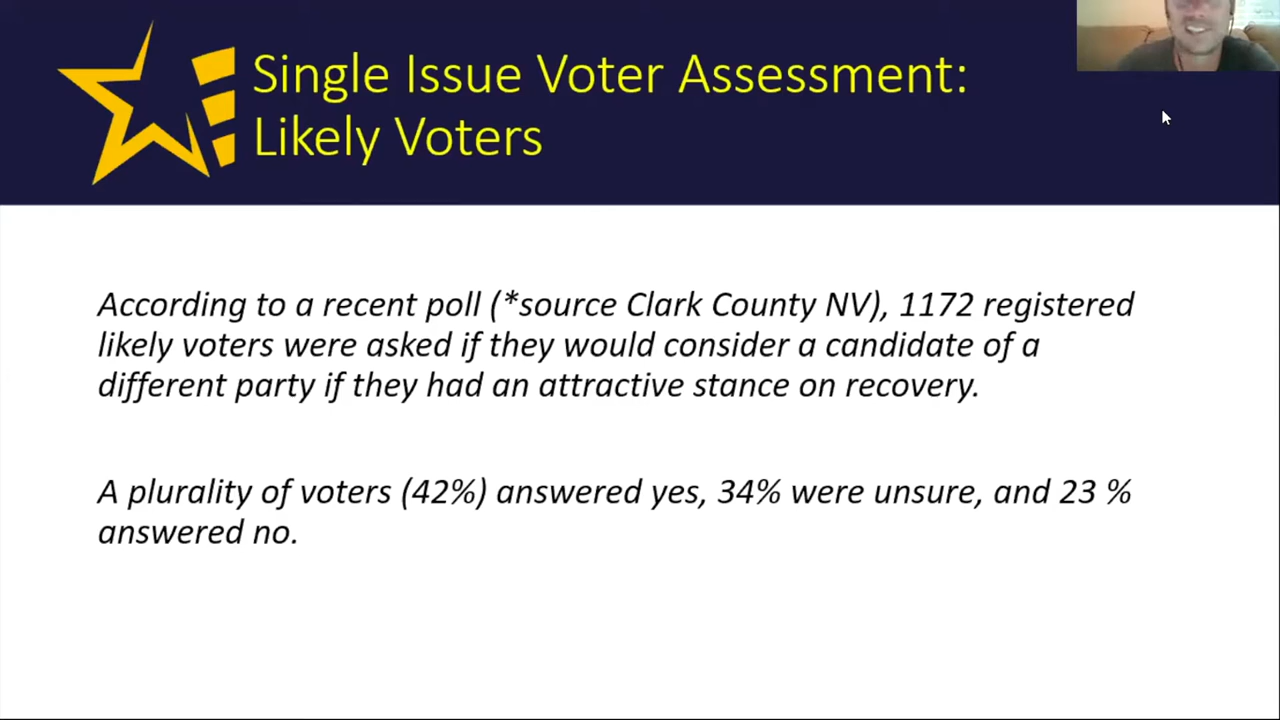 Single Issue Voter Assessment:
Likely Voters
According to a recent poll (*source Clark County NV), 1172 registered
likely voters were asked if they would consider a candidate of a
different party if they had an attractive stance on recovery.
A plurality of voters (42%) answered yes, 34% were unsure, and 23 %
answered no.